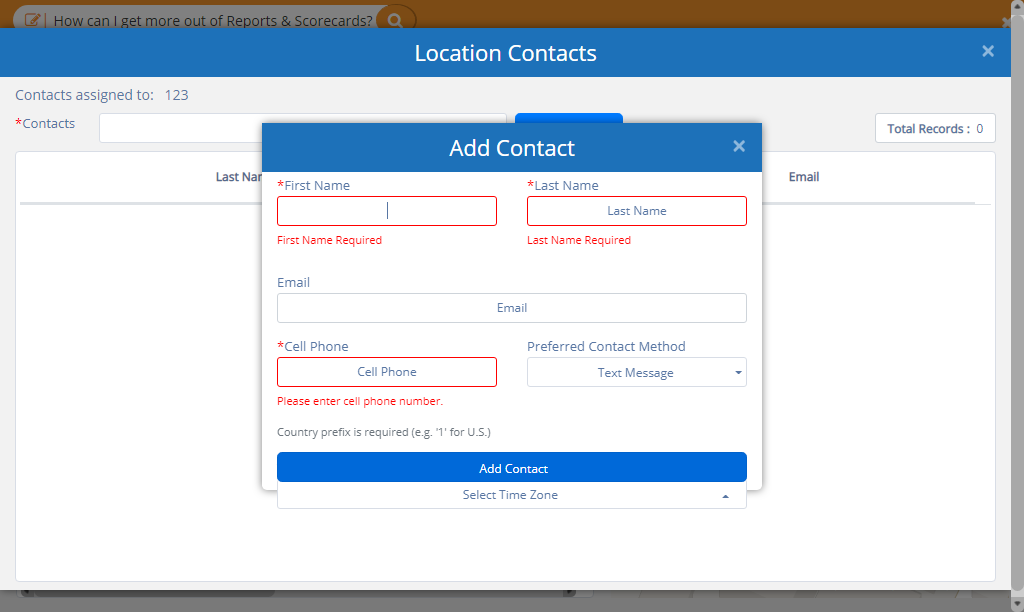 How can I get more out of Reports & Scorecards?
Location Contacts
Contacts assigned to: 123
*Contacts
Total Records : 0
Add Contact
Last Nam
Email
*First Name
*Last Name
Last Name
First Name Required
Last Name Required
Email
Email
*Cell Phone
Preferred Contact Method
Cell Phone
Text Message
Please enter cell phone number.
Country prefix is required (e.g. '1' for U.S.)
Add Contact
Select Time Zone